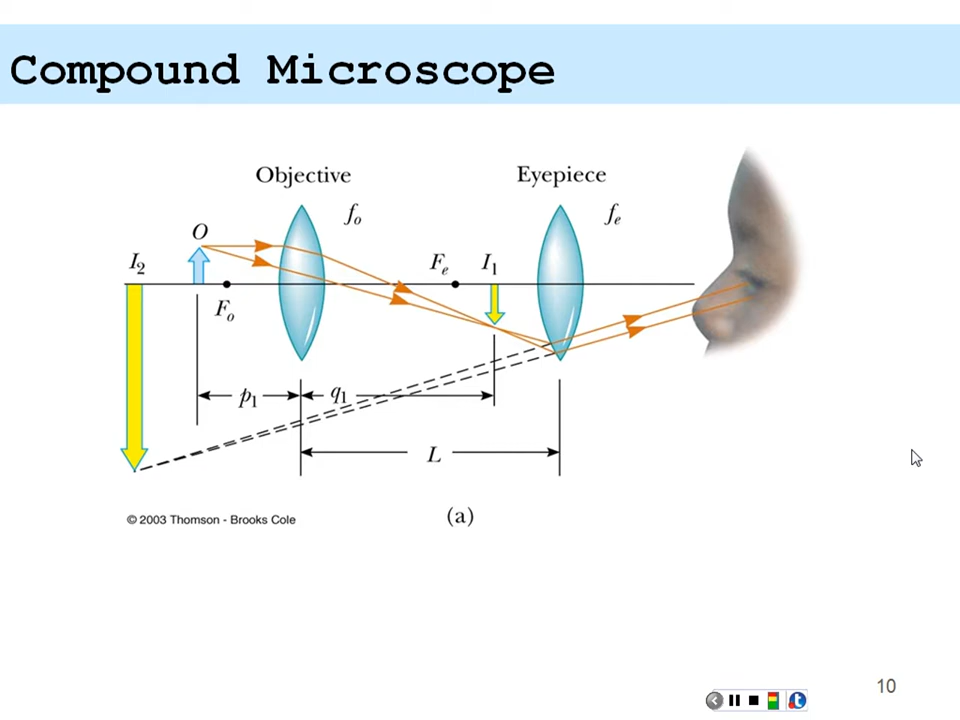 Compound Microscope
Objective
Eyepiece
fo
fe
O
I2
Fe
I1
Fo
p1
q1
L
© 2003 Thomson - Brooks Cole
(a)
10